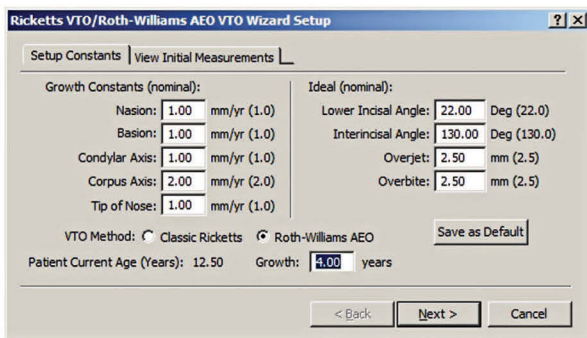 Ricketts VTO/Roth-Williams AEO VTO Wizard Setup ? X
Setup Constants View Initial Measurements
Growth Constants (nominal):
Nasion: 1.00 mm/yr (1.0)
Basion: 1.00 mm/yr (1.0)
Condylar Axis: 1.00 mm/yr (1.0)
Corpus Axis: 2.00 mm/yr (2.0)
Tip of Nose: 1.00 mm/yr (1.0)
Ideal (nominal):
Lower Incisal Angle: 22.00 Deg (22.0)
Interincisal Angle: 130.00 Deg (130.0)
Overjet: 2.50 mm (2.5)
Overbite: 2.50 mm (2.5)
VTO Method: Classic Ricketts Roth-Williams AEO
Save as Default
Patient Current Age (Years): 12.50 Growth: 4.00 years
< Back Next > Cancel